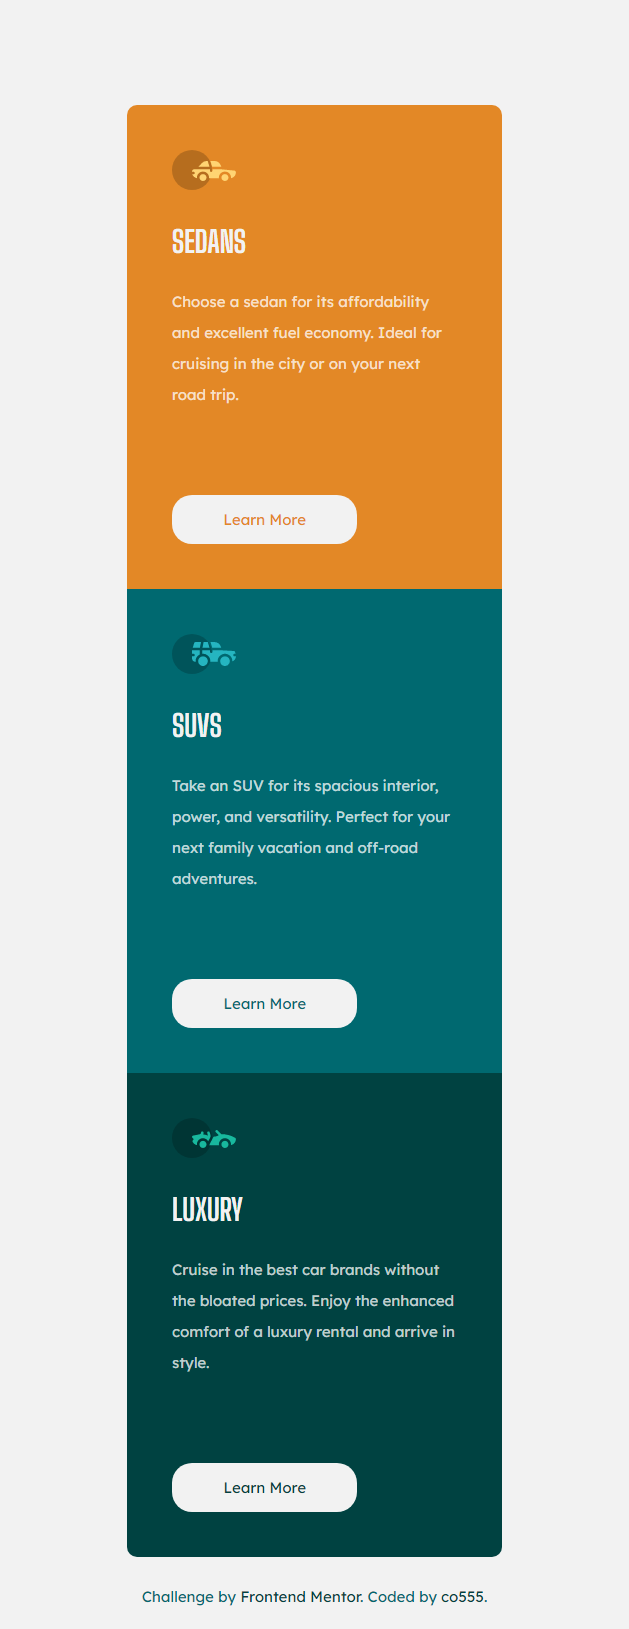 SEDANS
Choose a sedan for its affordability
and excellent fuel economy. Ideal for
cruising in the city or on your next
road trip.
Learn More
SUVS
Take an SUV for its spacious interior,
power, and versatility. Perfect for your
next family vacation and off-road
adventures.
Learn More
LUXURY
Cruise in the best car brands without
the bloated prices. Enjoy the enhanced
comfort of a luxury rental and arrive in
style.
Learn More
Challenge by Frontend Mentor. Coded by co555.